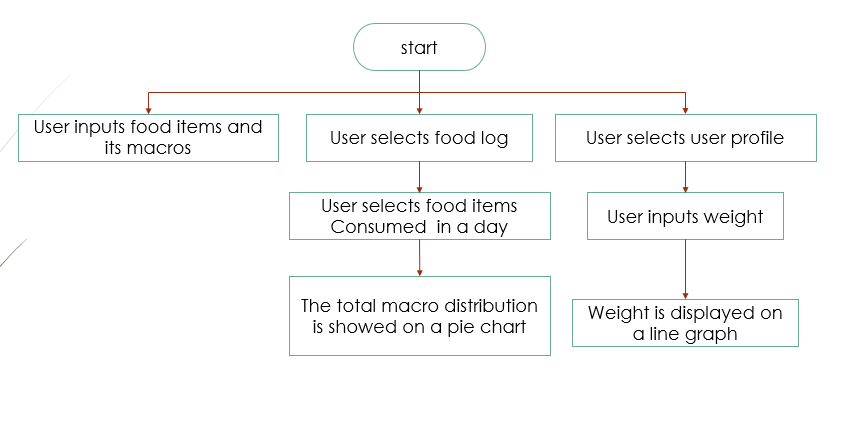 start
User inputs food items and
its macros
User selects food log
User selects user profile
User selects food items
Consumed  in a day
User inputs weight
The total macro distribution
is showed on a pie chart
Weight is displayed on
a line graph